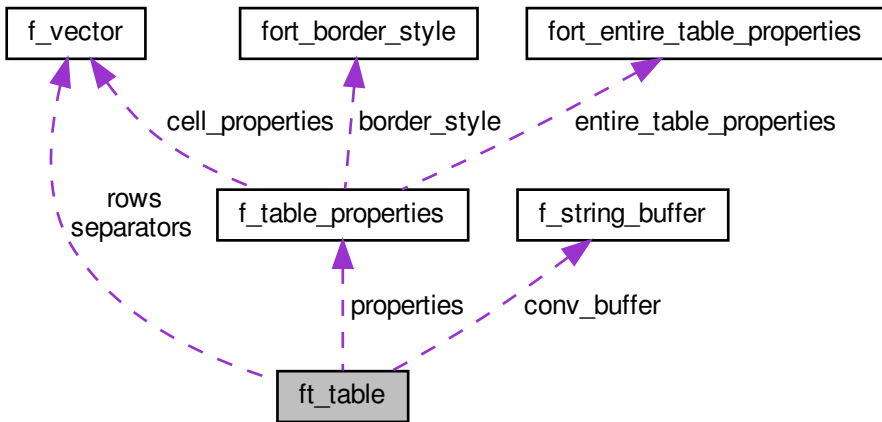 f_vector
fort_border_style
fort_entire_table_properties
cell_properties
border_style
entire_table_properties
rows
separators
f_table_properties
f_string_buffer
properties
conv_buffer
ft_table